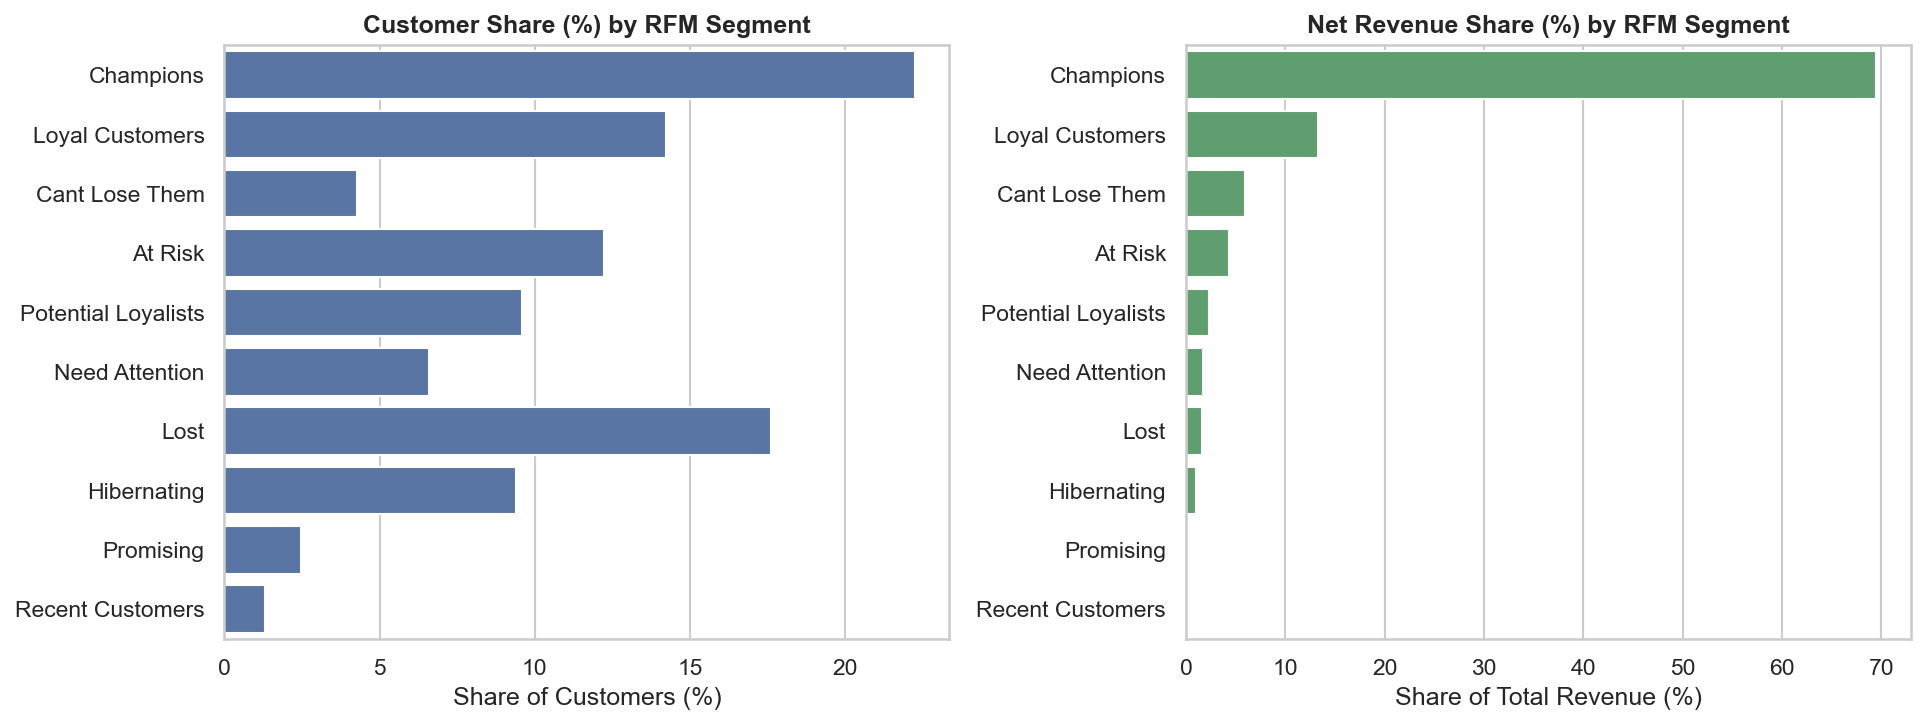 Customer Share (%) by RFM Segment
Champions
Loyal Customers
Cant Lose Them
At Risk
Potential Loyalists
Need Attention
Lost
Hibernating
Promising
Recent Customers
0 5 10 15 20
Share of Customers (%)
Net Revenue Share (%) by RFM Segment
Champions
Loyal Customers
Cant Lose Them
At Risk
Potential Loyalists
Need Attention
Lost
Hibernating
Promising
Recent Customers
0 10 20 30 40 50 60 70
Share of Total Revenue (%)